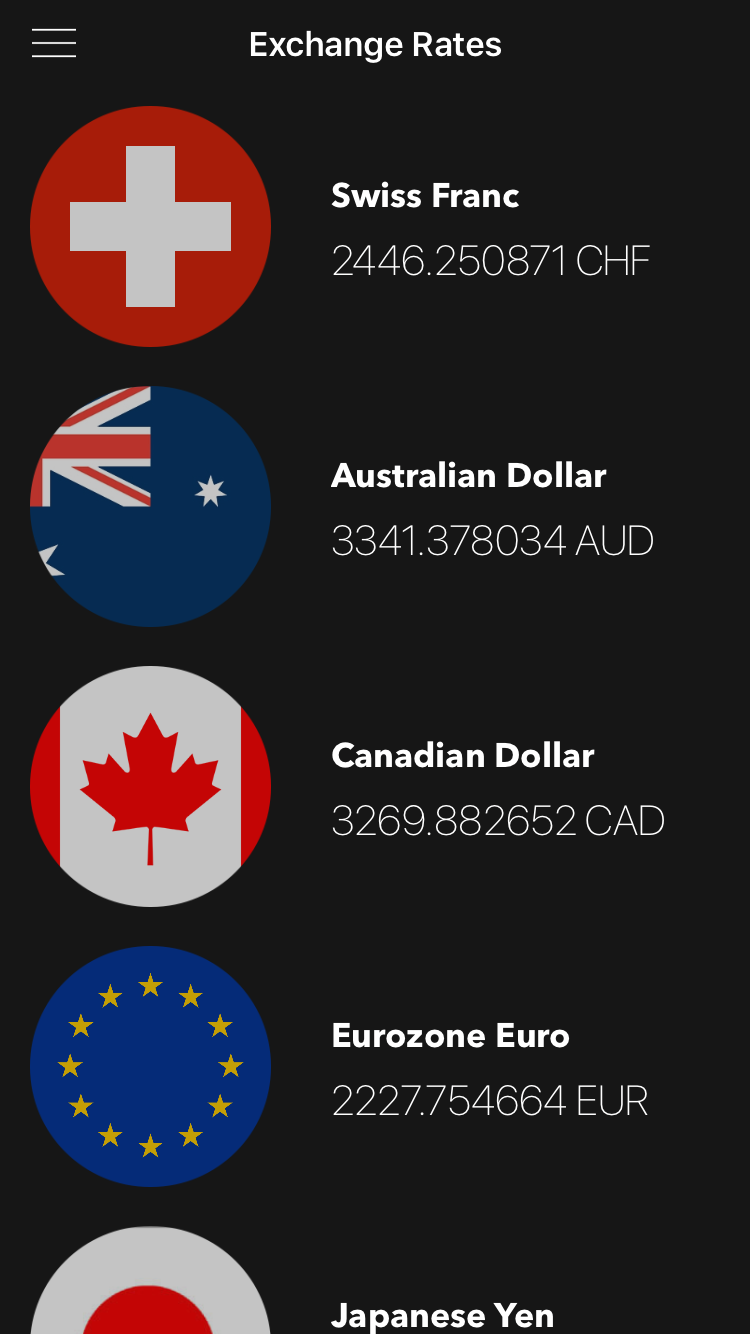 Exchange Rates
Swiss Franc
2446.250871 CHF
Australian Dollar
3341.378034 AUD
Canadian Dollar
3269.882652 CAD
Eurozone Euro
2227.754664 EUR
Japanese Yen